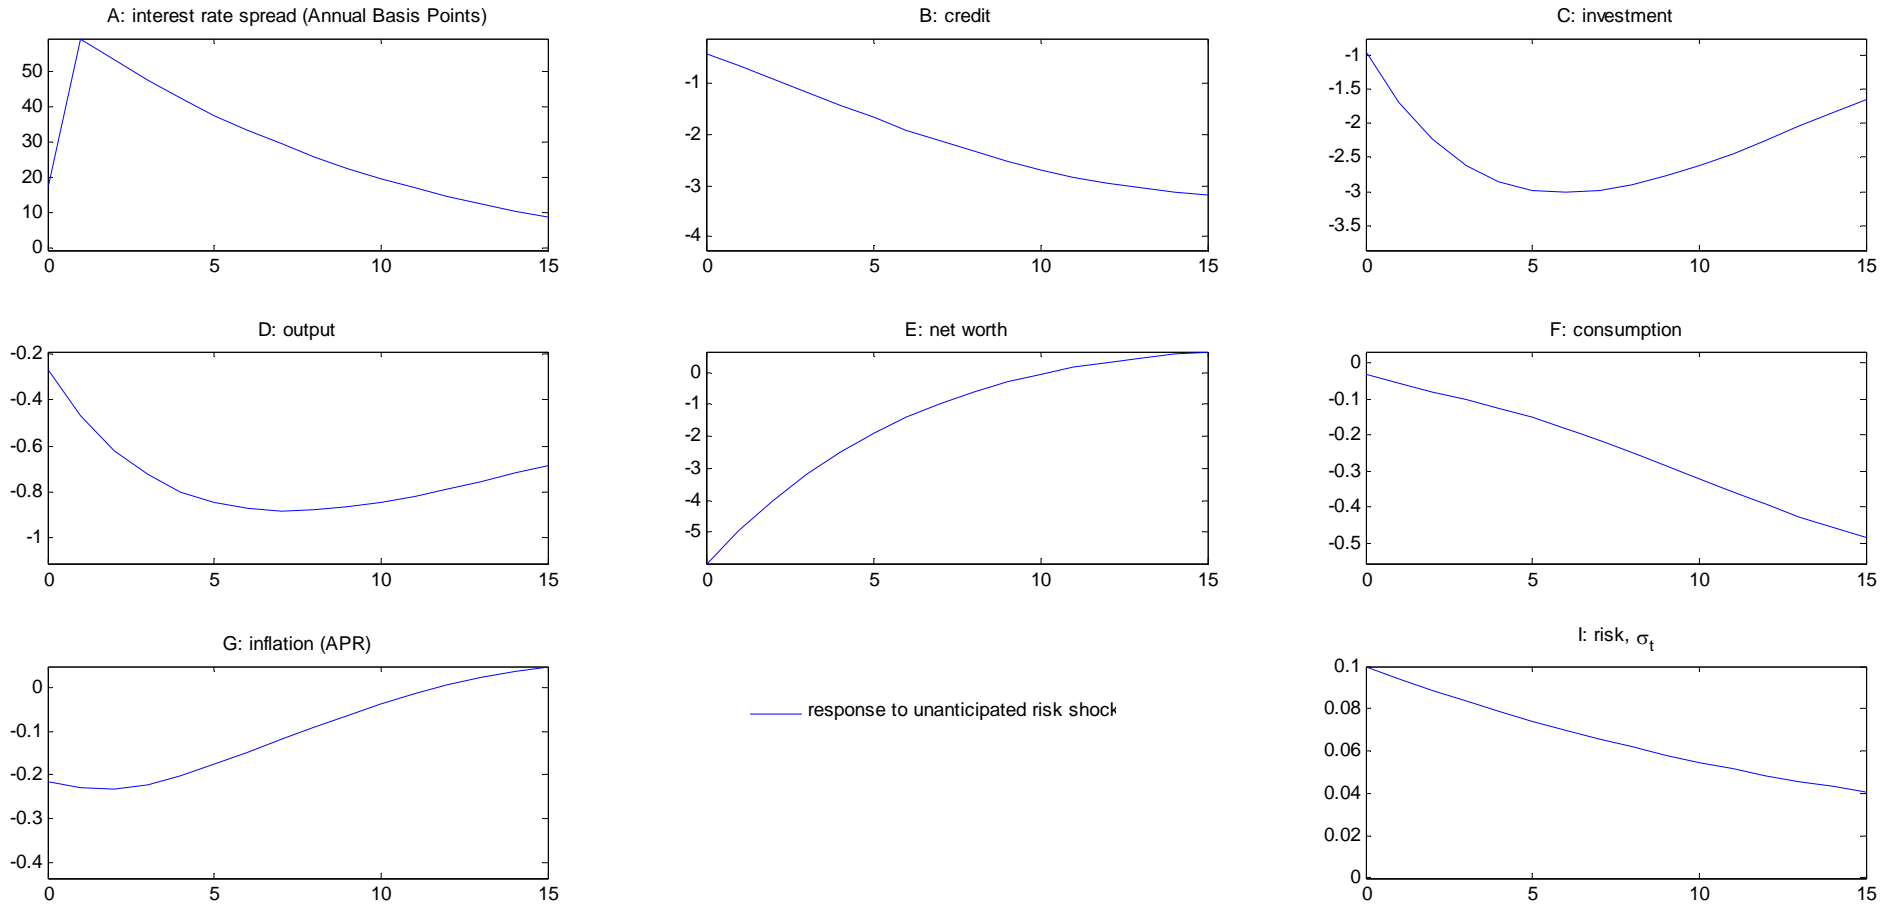 A: interest rate spread (Annual Basis Points)
50
40
30
20
10
0
0 5 10 15
B: credit
-1
-2
-3
-4
0 5 10 15
C: investment
-1
-1.5
-2
-2.5
-3
-3.5
0 5 10 15
D: output
-0.2
-0.4
-0.6
-0.8
-1
0 5 10 15
E: net worth
0
-1
-2
-3
-4
-5
0 5 10 15
F: consumption
0
-0.1
-0.2
-0.3
-0.4
-0.5
0 5 10 15
G: inflation (APR)
0
-0.1
-0.2
-0.3
-0.4
0 5 10 15
response to unanticipated risk shock
I: risk, σt
0.1
0.08
0.06
0.04
0.02
0
0 5 10 15